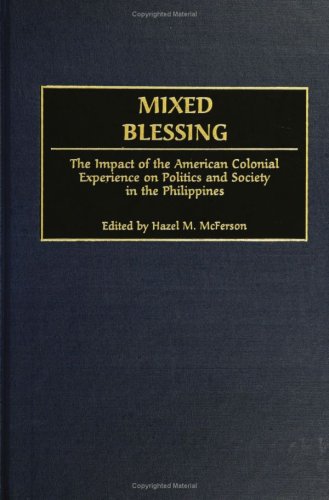 MIXED
BLESSING
The Impact of the American Colonial
Experience on Politics and Society
in the Philippines
Edited by Hazel M. McFerson